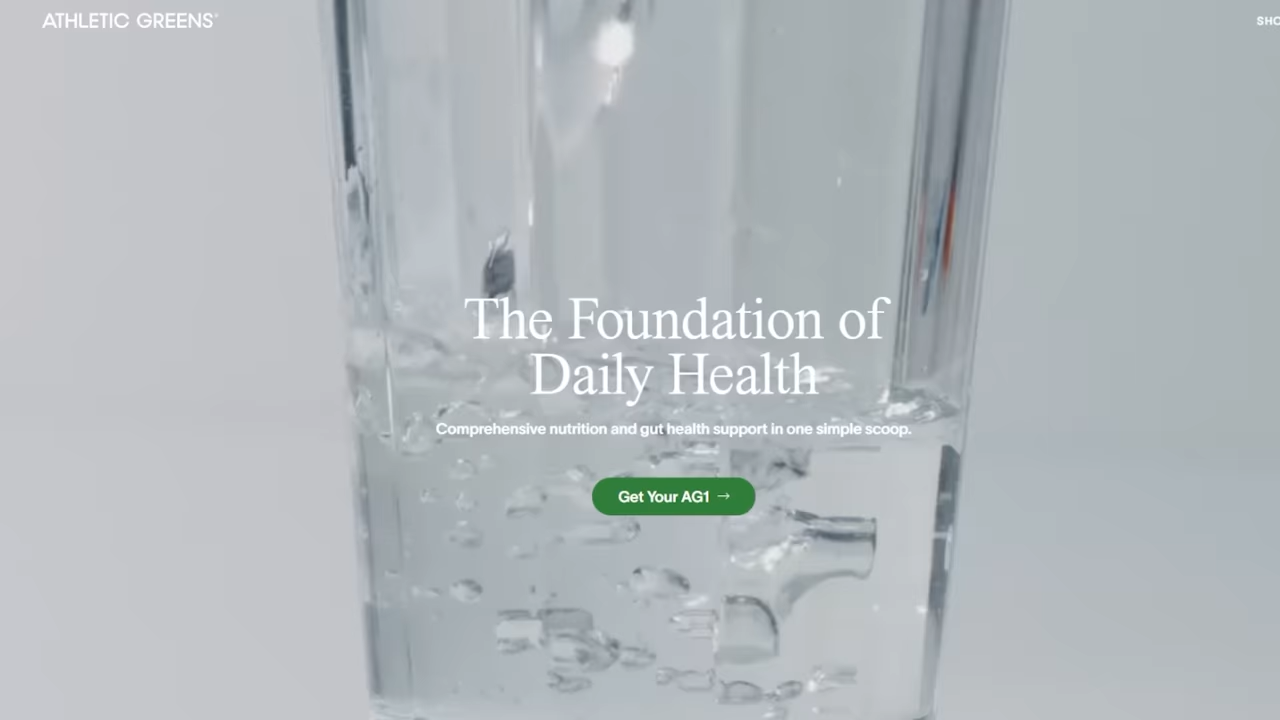 ATHLETIC GREENS®
The Foundation of
Daily Health
Comprehensive nutrition and gut health support in one simple scoop.
Get Your AG1 →